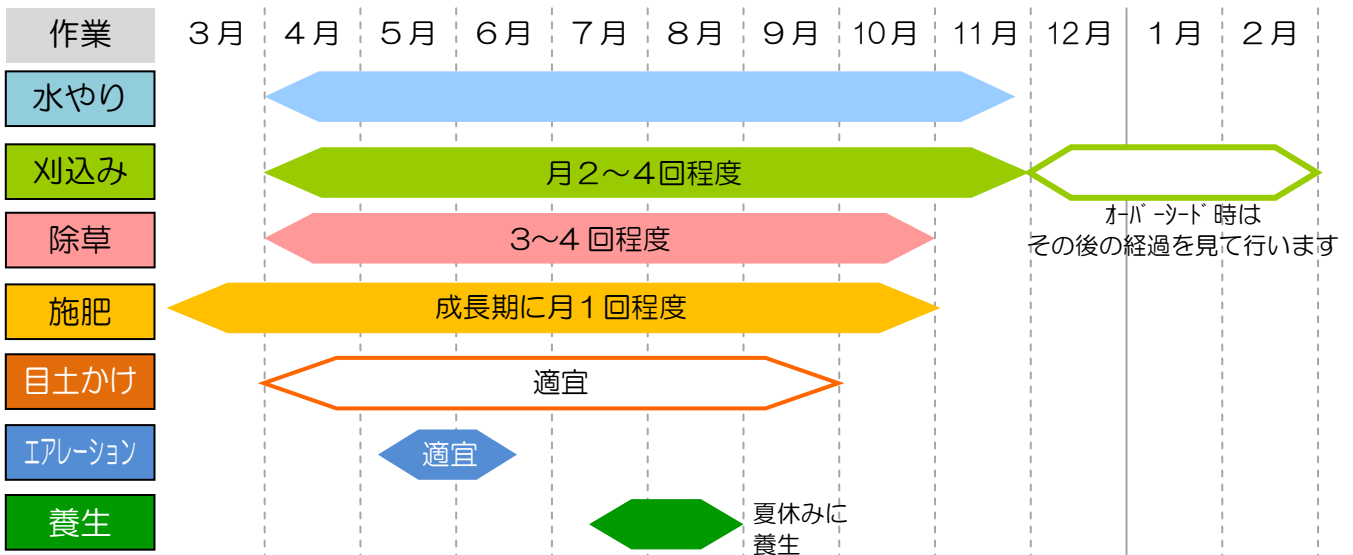 作業 3月 4月 5月 6月 7月 8月 9月 10月 11月 12月 1月 2月
水やり
刈込み 月2～4回程度
ｵｰﾊﾞｰｼｰﾄﾞ時は
その後の経過を見て行います
除草 3～4回程度
施肥 成長期に月1回程度
目土かけ 適宜
ｴｱﾚｰｼｮﾝ 適宜
養生 夏休みに
養生